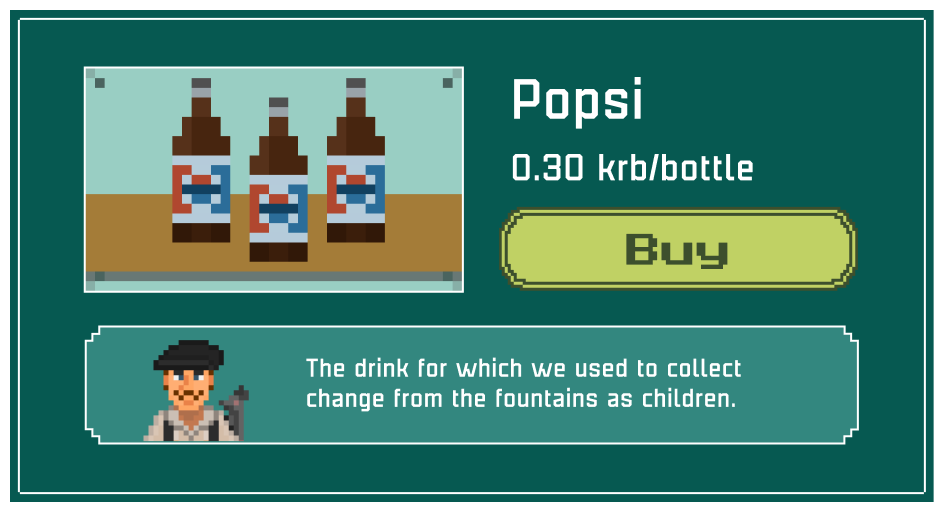 Popsi
0.30 krb/bottle
Buy
The drink for which we used to collect
change from the fountains as children.